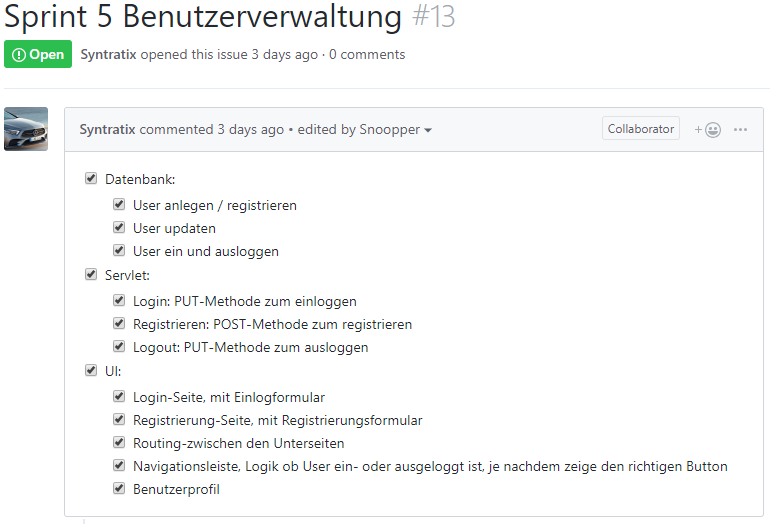 Sprint 5 Benutzerverwaltung #13
Open Syntratix opened this issue 3 days ago · 0 comments
Syntratix commented 3 days ago • edited by Snoopper Collaborator
Datenbank:
User anlegen / registrieren
User updaten
User ein und ausloggen
Servlet:
Login: PUT-Methode zum einloggen
Registrieren: POST-Methode zum registrieren
Logout: PUT-Methode zum ausloggen
UI:
Login-Seite, mit Einlogformular
Registrierung-Seite, mit Registrierungsformular
Routing-zwischen den Unterseiten
Navigationsleiste, Logik ob User ein- oder ausgeloggt ist, je nachdem zeige den richtigen Button
Benutzerprofil